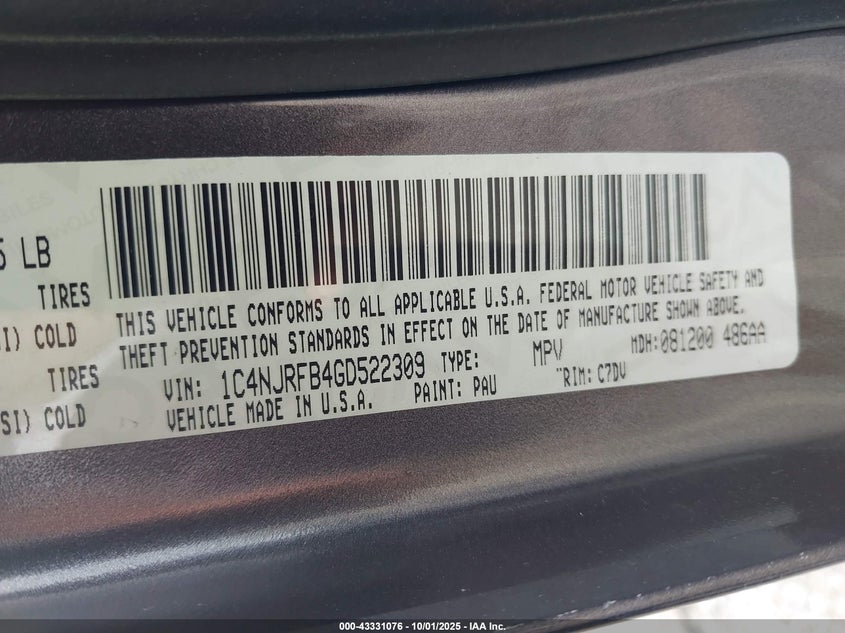 5 LB
TIRES
SI) COLD
TIRES
SI) COLD
THIS VEHICLE CONFORMS TO ALL APPLICABLE U.S.A. FEDERAL MOTOR VEHICLE SAFETY AND
THEFT PREVENTION STANDARDS IN EFFECT ON THE DATE OF MANUFACTURE SHOWN ABOVE.
VIN: 1C4NJRFB4GD522309 TYPE: MPV MDH:081200 486AA
VEHICLE MADE IN U.S.A. PAINT: PAU TRIM: C7DV
000-43331076 - 10/01/2025 - IAA Inc.